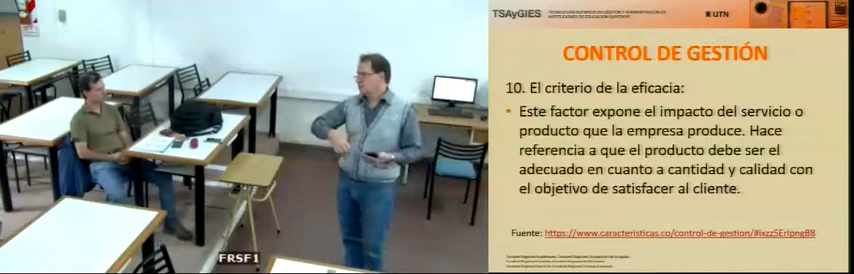 TSAyGIES
UTN
CONTROL DE GESTIÓN
10. El criterio de la eficacia:
• Este factor expone el impacto del servicio o
producto que la empresa produce. Hace
referencia a que el producto debe ser el
adecuado en cuanto a cantidad y calidad con
el objetivo de satisfacer al cliente.
Fuente: https://www.caracteristicas.co/control-de-gestion/#ixzz5ErIpngB8
FRSF1